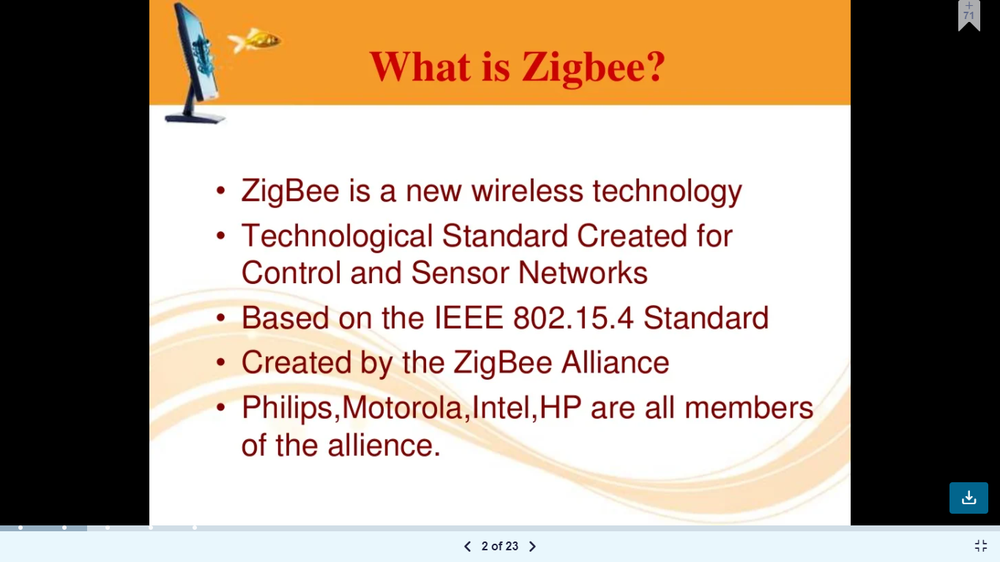 +
71
What is Zigbee?
• ZigBee is a new wireless technology
• Technological Standard Created for
Control and Sensor Networks
• Based on the IEEE 802.15.4 Standard
• Created by the ZigBee Alliance
• Philips,Motorola,Intel,HP are all members
of the allience.
2 of 23